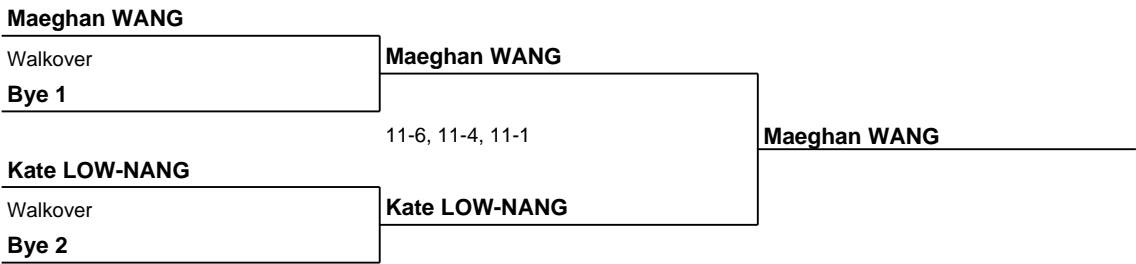 Maeghan WANG
Walkover
Bye 1
Maeghan WANG
11-6, 11-4, 11-1
Maeghan WANG
Kate LOW-NANG
Walkover
Bye 2
Kate LOW-NANG